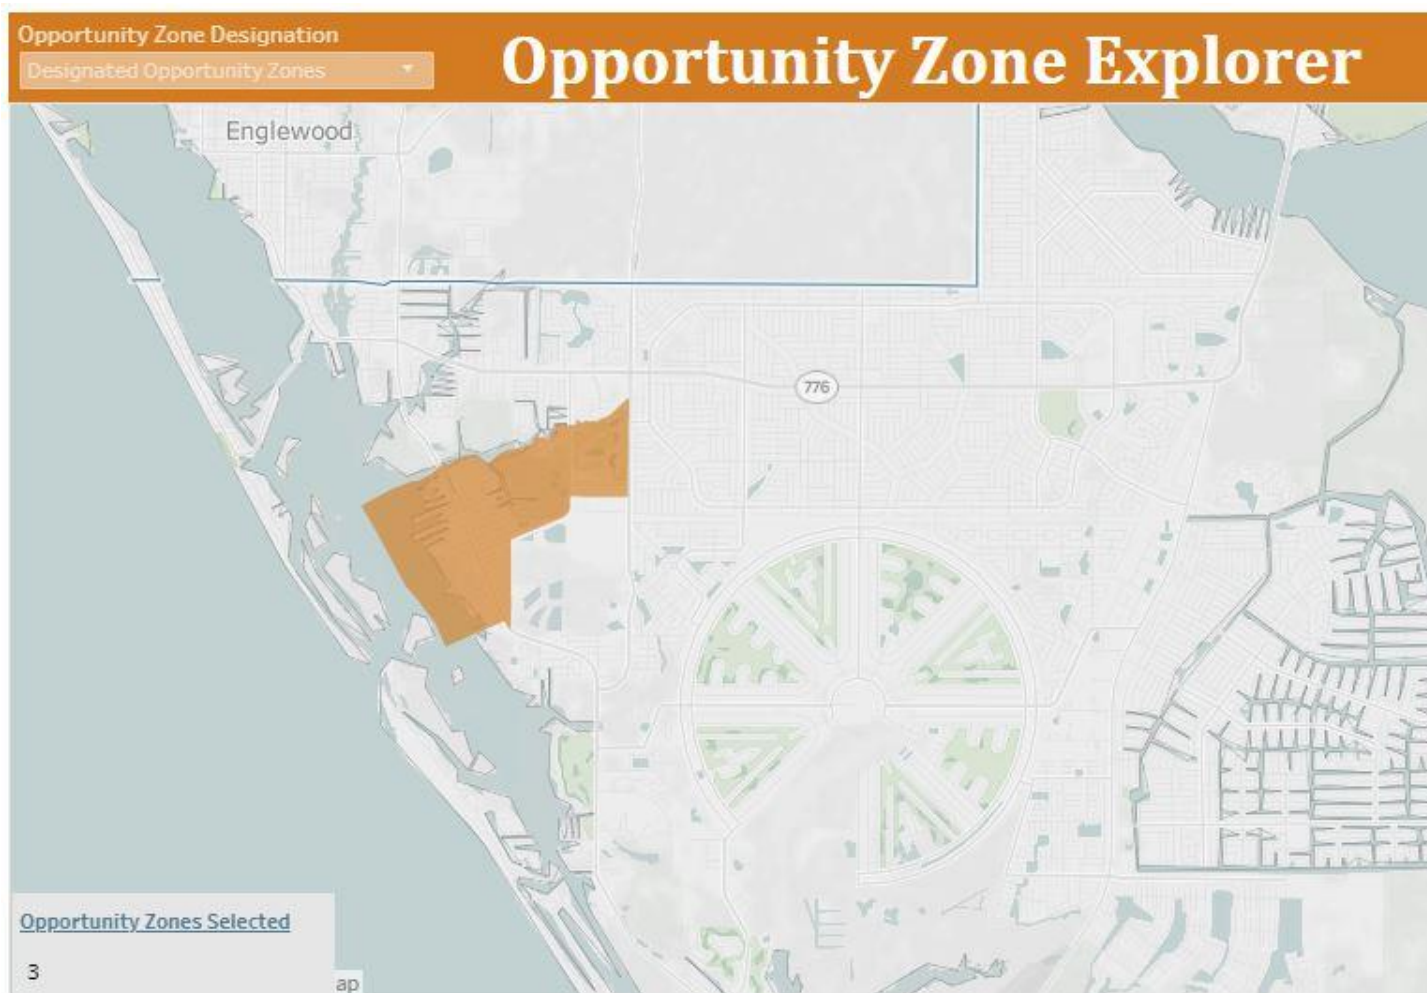 Opportunity Zone Designation
Designated Opportunity Zones
Opportunity Zone Explorer
Englewood
776
Opportunity Zones Selected
3
ap